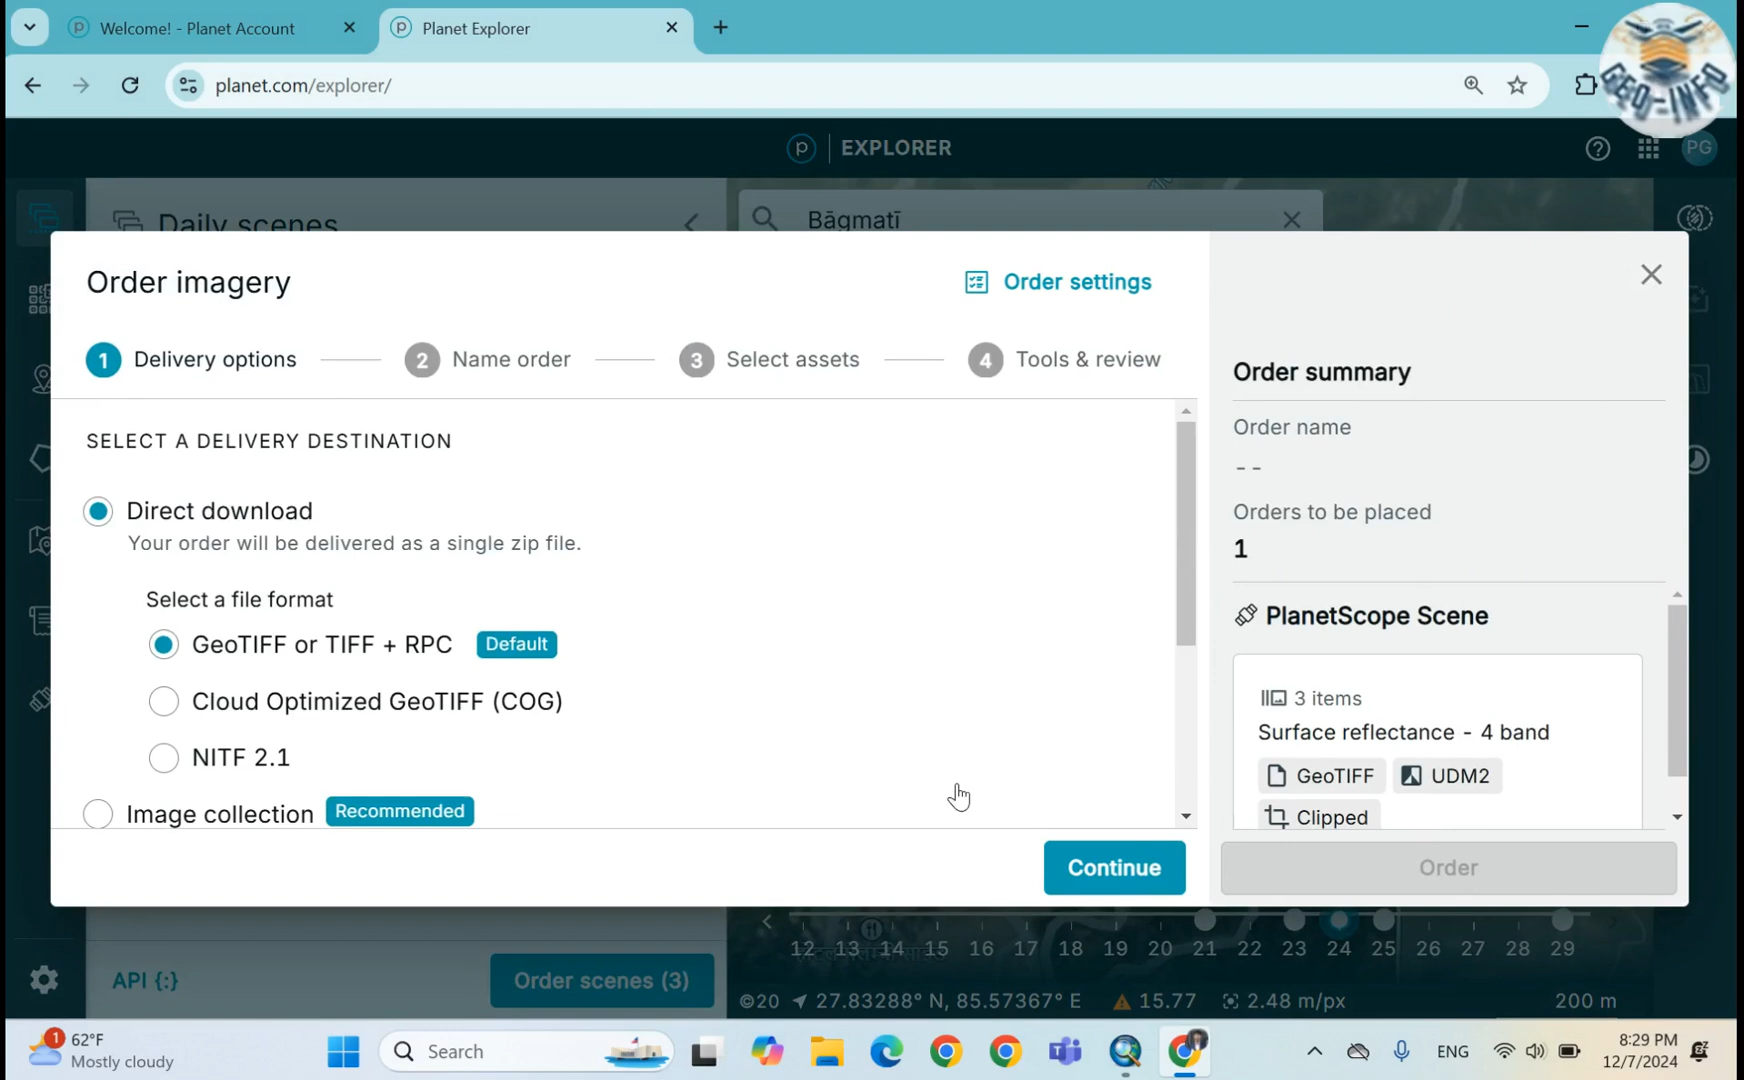 Welcome! - Planet Account
Planet Explorer
planet.com/explorer/
GEO-INFO
EXPLORER
PG
Daily scenes
Bāgmatī
Order imagery
Order settings
1 Delivery options
2 Name order
3 Select assets
4 Tools & review
SELECT A DELIVERY DESTINATION
Direct download
Your order will be delivered as a single zip file.
Select a file format
GeoTIFF or TIFF + RPC Default
Cloud Optimized GeoTIFF (COG)
NITF 2.1
Image collection Recommended
Continue
Order summary
Order name
--
Orders to be placed
1
PlanetScope Scene
3 items
Surface reflectance - 4 band
GeoTIFF UDM2
Clipped
Order
12 13 14 15 16 17 18 19 20 21 22 23 24 25 26 27 28 29
API {:}
Order scenes (3)
©20 27.83288° N, 85.57367° E 15.77 2.48 m/px 200 m
1
62°F
Mostly cloudy
Search
ENG
8:29 PM
12/7/2024